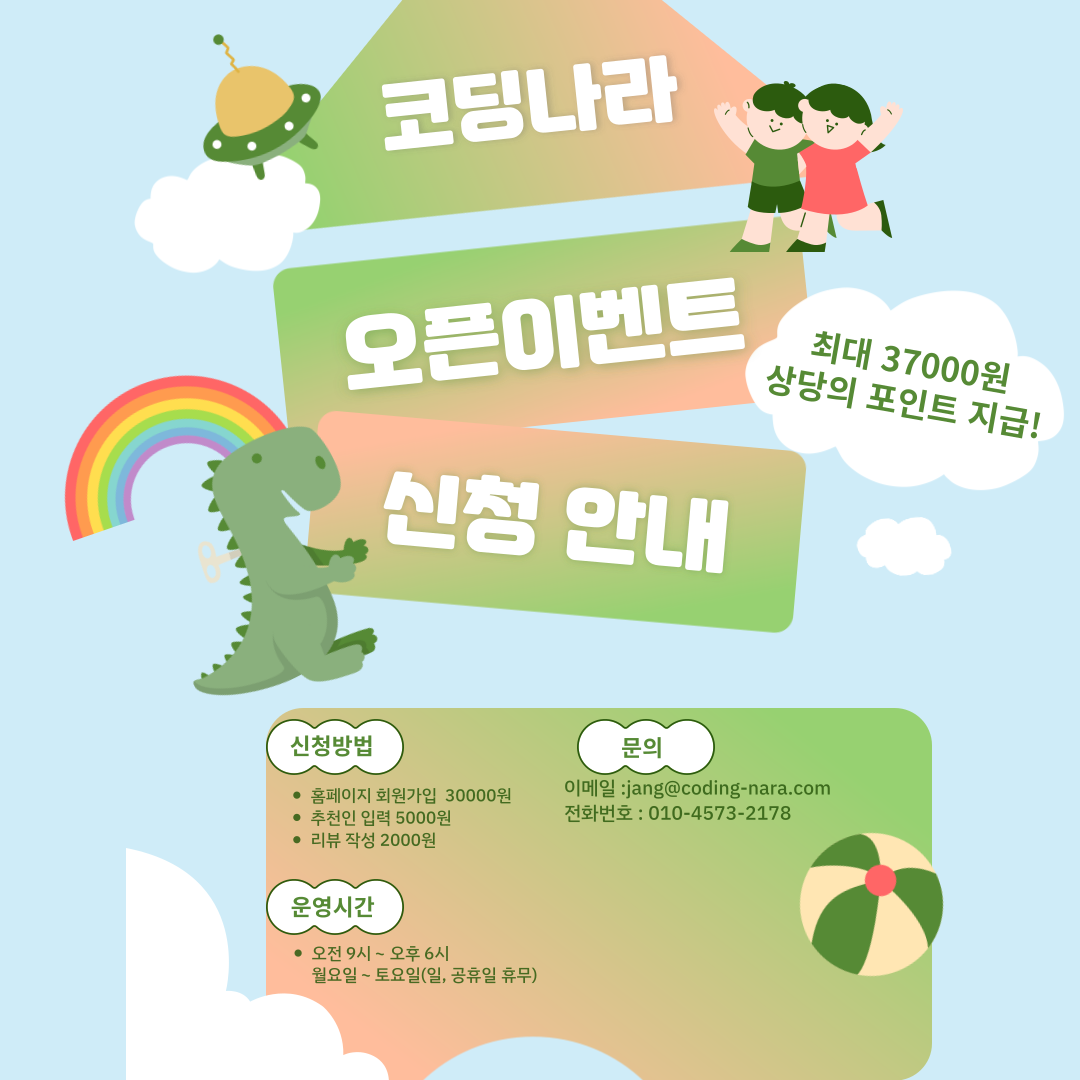 코딩나라
오픈이벤트
최대 37000원
상당의 포인트 지급!
신청 안내
신청방법
홈페이지 회원가입 30000원
추천인 입력 5000원
리뷰 작성 2000원
문의
이메일 :jang@coding-nara.com
전화번호 : 010-4573-2178
운영시간
오전 9시 ~ 오후 6시
월요일 ~ 토요일(일, 공휴일 휴무)